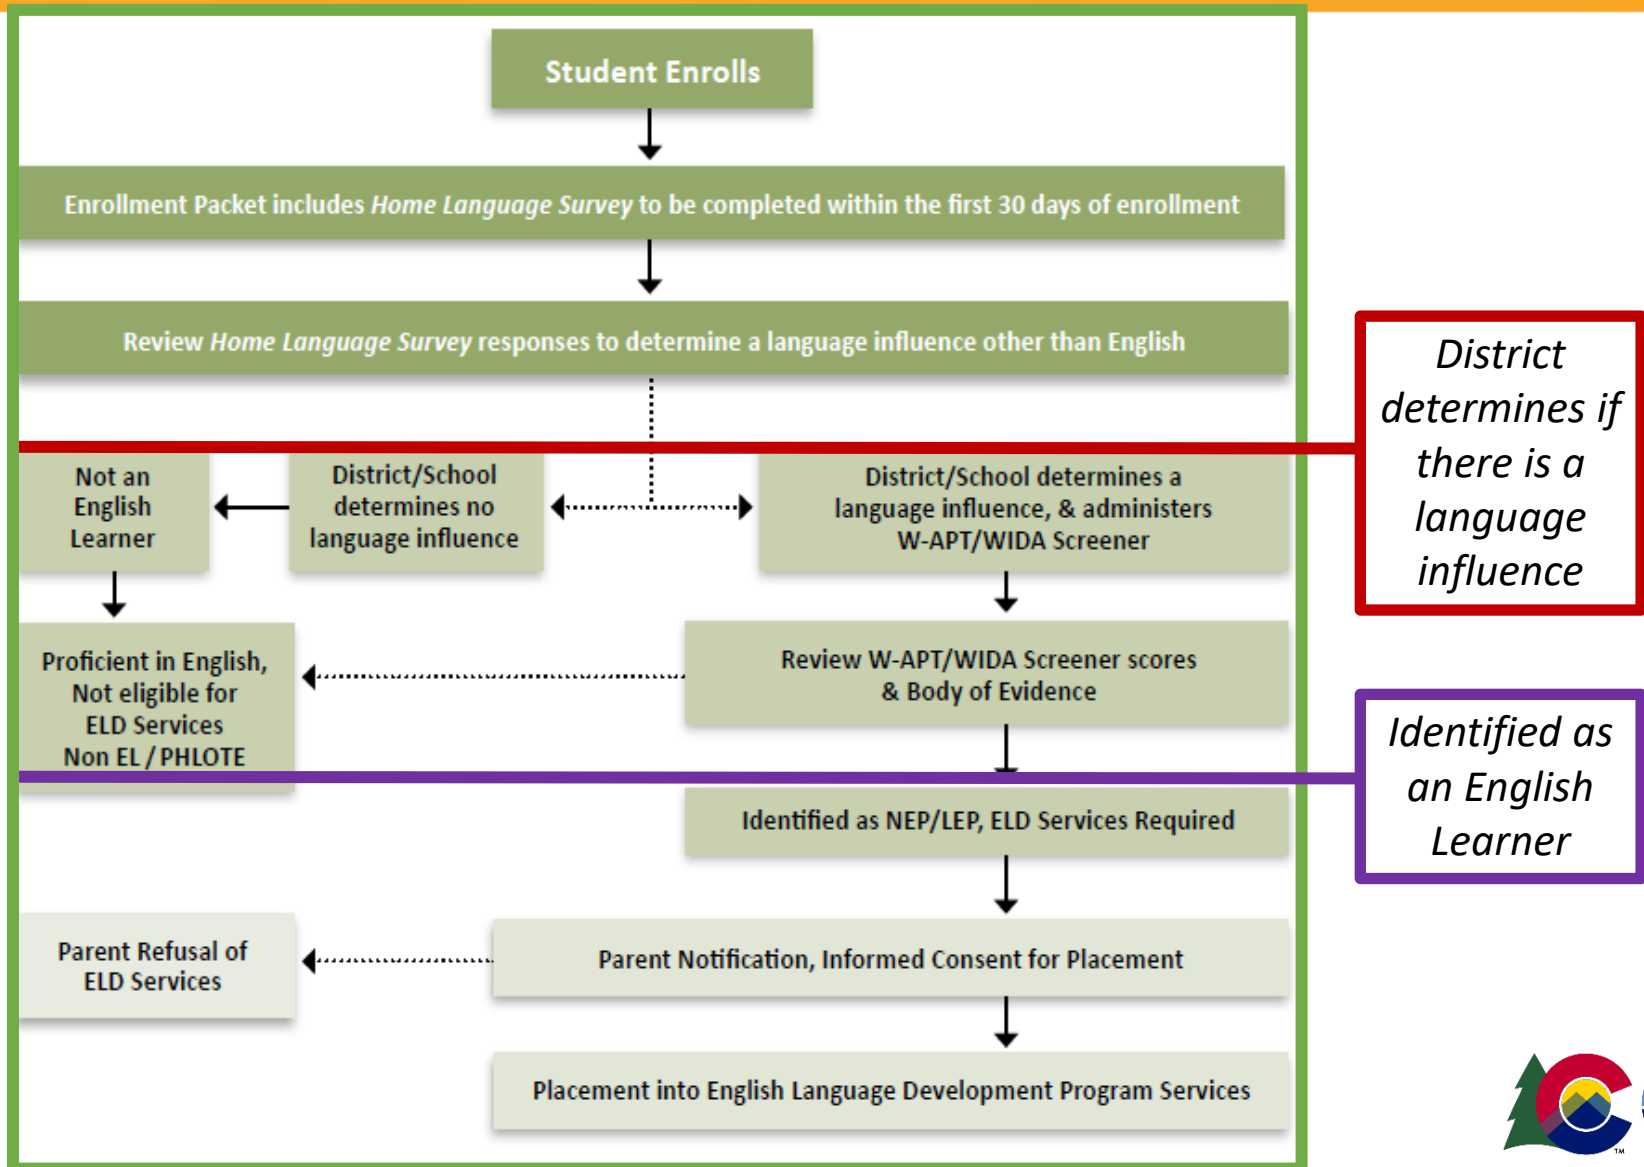 Student Enrolls
Enrollment Packet includes Home Language Survey to be completed within the first 30 days of enrollment
Review Home Language Survey responses to determine a language influence other than English
District
determines if
there is a
language
influence
Not an
English
Learner
District/School
determines no
language influence
District/School determines a
language influence, & administers
W-APT/WIDA Screener
Proficient in English,
Not eligible for
ELD Services
Non EL / PHLOTE
Review W-APT/WIDA Screener scores
& Body of Evidence
Identified as
an English
Learner
Identified as NEP/LEP, ELD Services Required
Parent Refusal of
ELD Services
Parent Notification, Informed Consent for Placement
Placement into English Language Development Program Services
TM